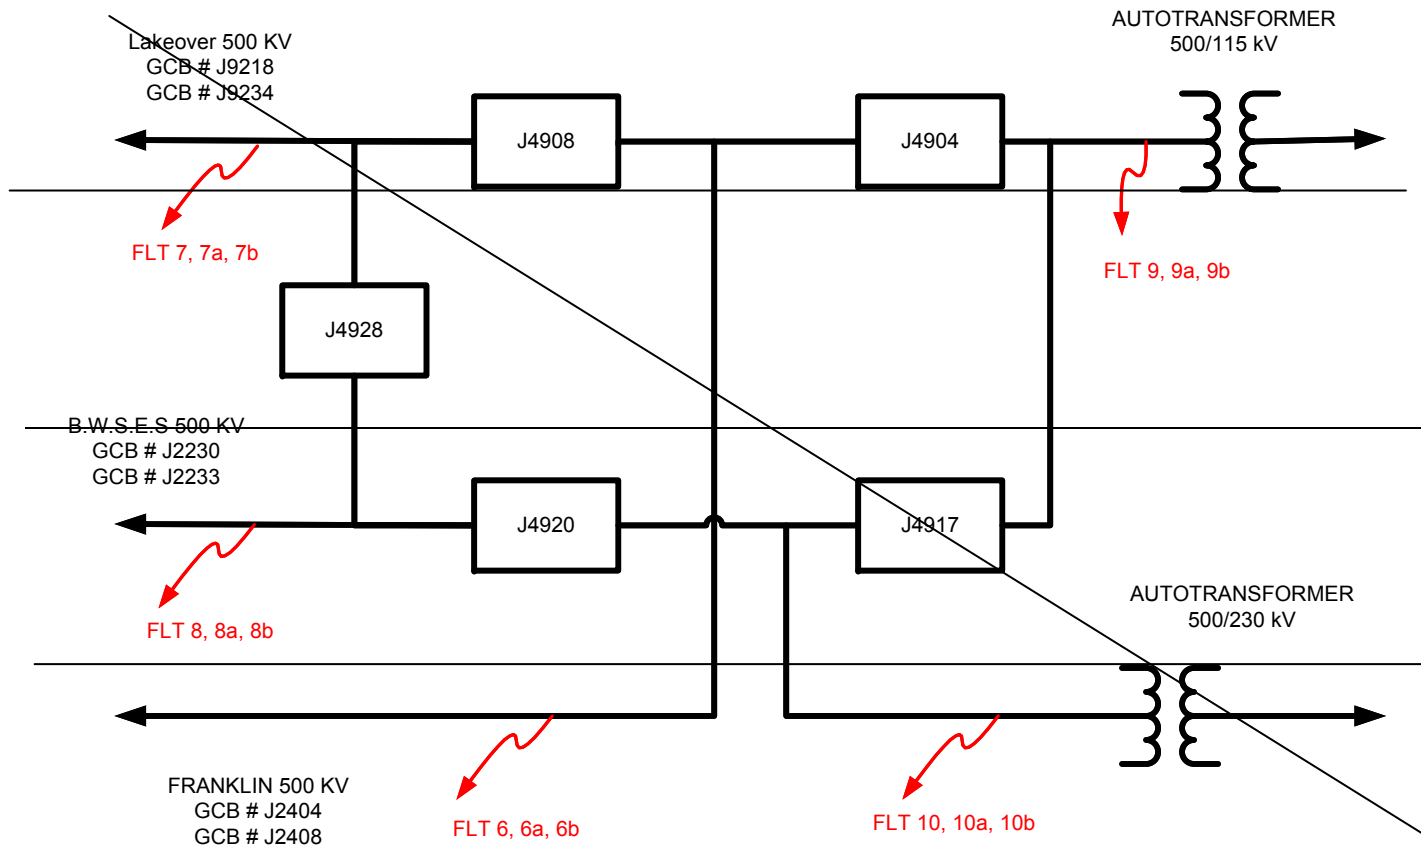 AUTOTRANSFORMER
500/115 kV
Lakeover 500 KV
GCB # J9218
GCB # J9234
J4908
J4904
FLT 7, 7a, 7b
FLT 9, 9a, 9b
J4928
B.W.S.E.S 500 KV
GCB # J2230
GCB # J2233
J4920
J4917
FLT 8, 8a, 8b
AUTOTRANSFORMER
500/230 kV
FRANKLIN 500 KV
GCB # J2404
GCB # J2408
FLT 6, 6a, 6b
FLT 10, 10a, 10b